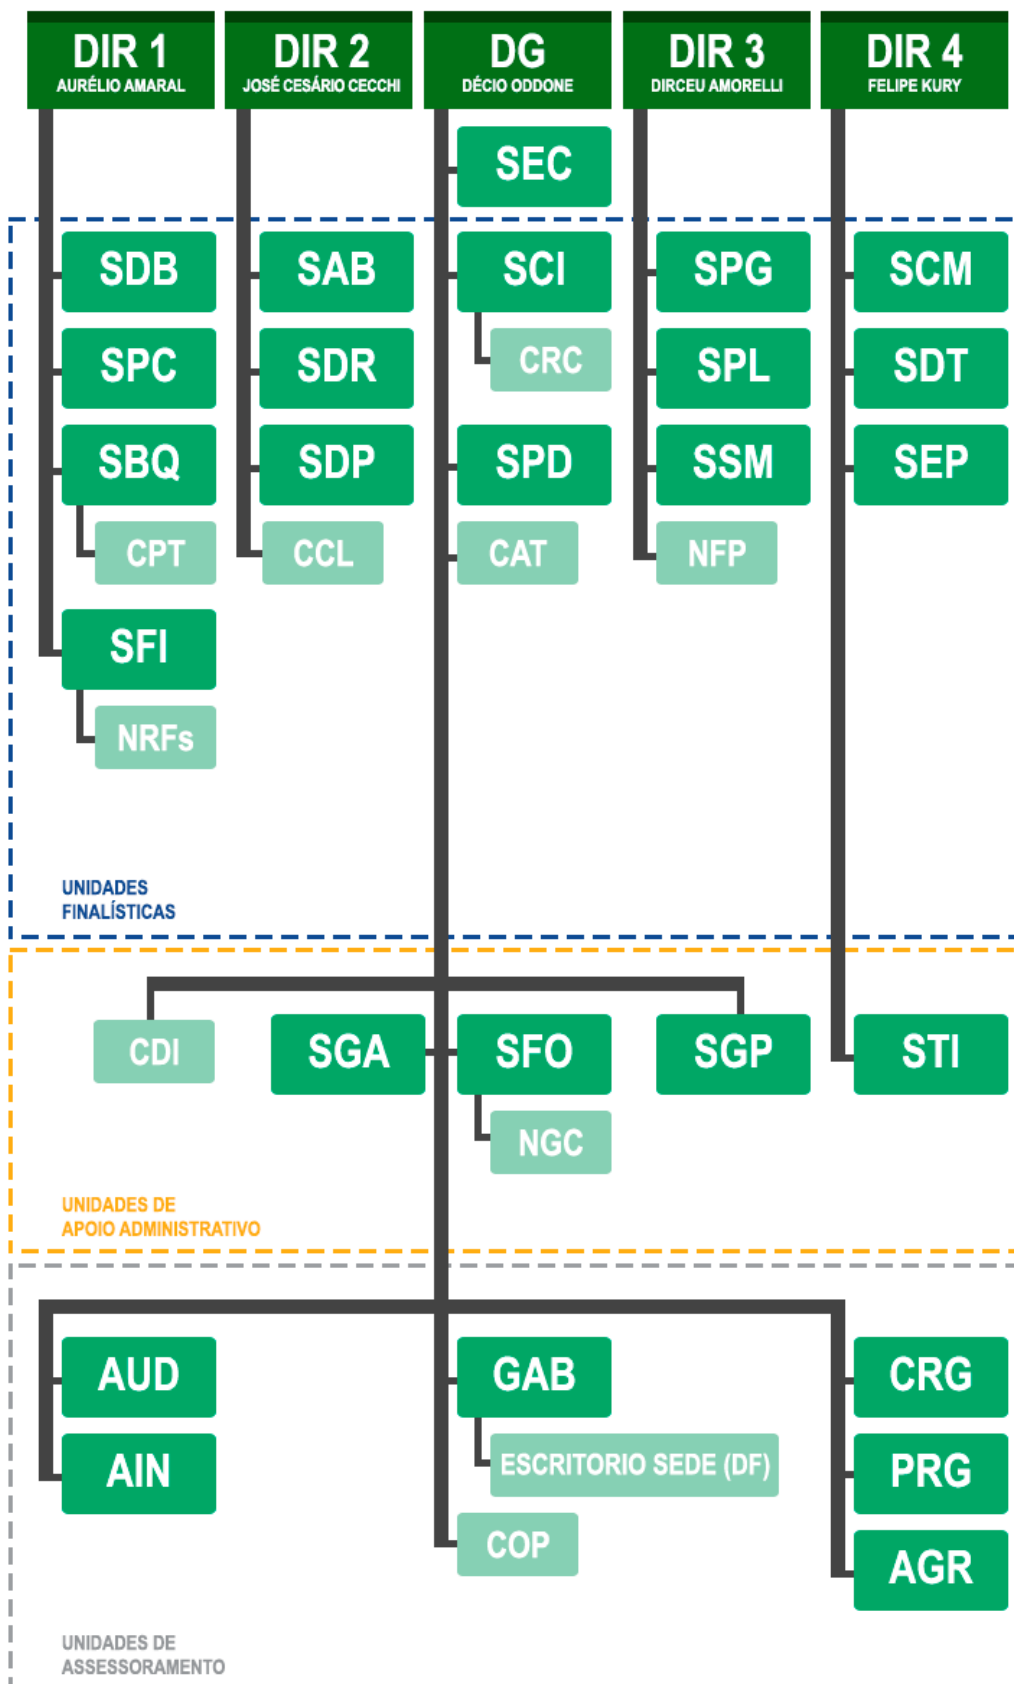 DIR 1
AURÉLIO AMARAL
DIR 2
JOSÉ CESÁRIO CECCHI
DG
DÉCIO ODDONE
DIR 3
DIRCEU AMORELLI
DIR 4
FELIPE KURY
SEC
SDB
SAB
SCI
SPG
SCM
SPC
SDR
CRC
SPL
SDT
SBQ
SDP
SPD
SSM
SEP
CPT
CCL
CAT
NFP
SFI
NRFs
UNIDADES
FINALÍSTICAS
CDI
SGA
SFO
SGP
STI
NGC
UNIDADES DE
APOIO ADMINISTRATIVO
AUD
GAB
CRG
AIN
ESCRITORIO SEDE (DF)
PRG
COP
AGR
UNIDADES DE
ASSESSORAMENTO